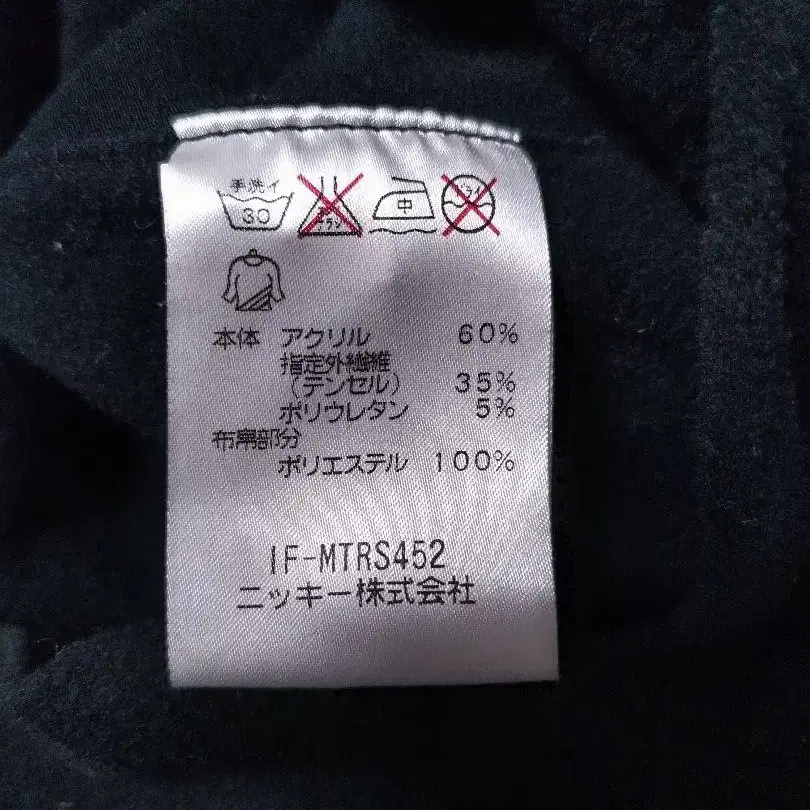 手洗イ
30
エンソ
サラシ
中
ドライ
本体 アクリル 60%
指定外繊維
(テンセル) 35%
ポリウレタン 5%
布帛部分
ポリエステル 100%
IF-MTRS452
ニッキー株式会社